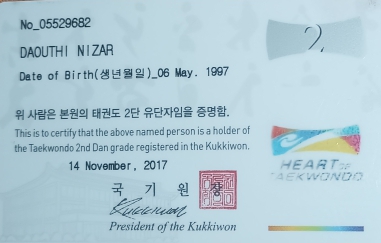 No_05529682
2
DAOUTHI NIZAR
Date of Birth(생년월일)_06 May. 1997
위 사람은 본원의 태권도 2단 유단자임을 증명함.
This is to certify that the above named person is a holder of
the Taekwondo 2nd Dan grade registered in the Kukkiwon.
14 November, 2017
HEART OF
TAEKWONDO
국 기 원 장
Kukkiwon
President of the Kukkiwon